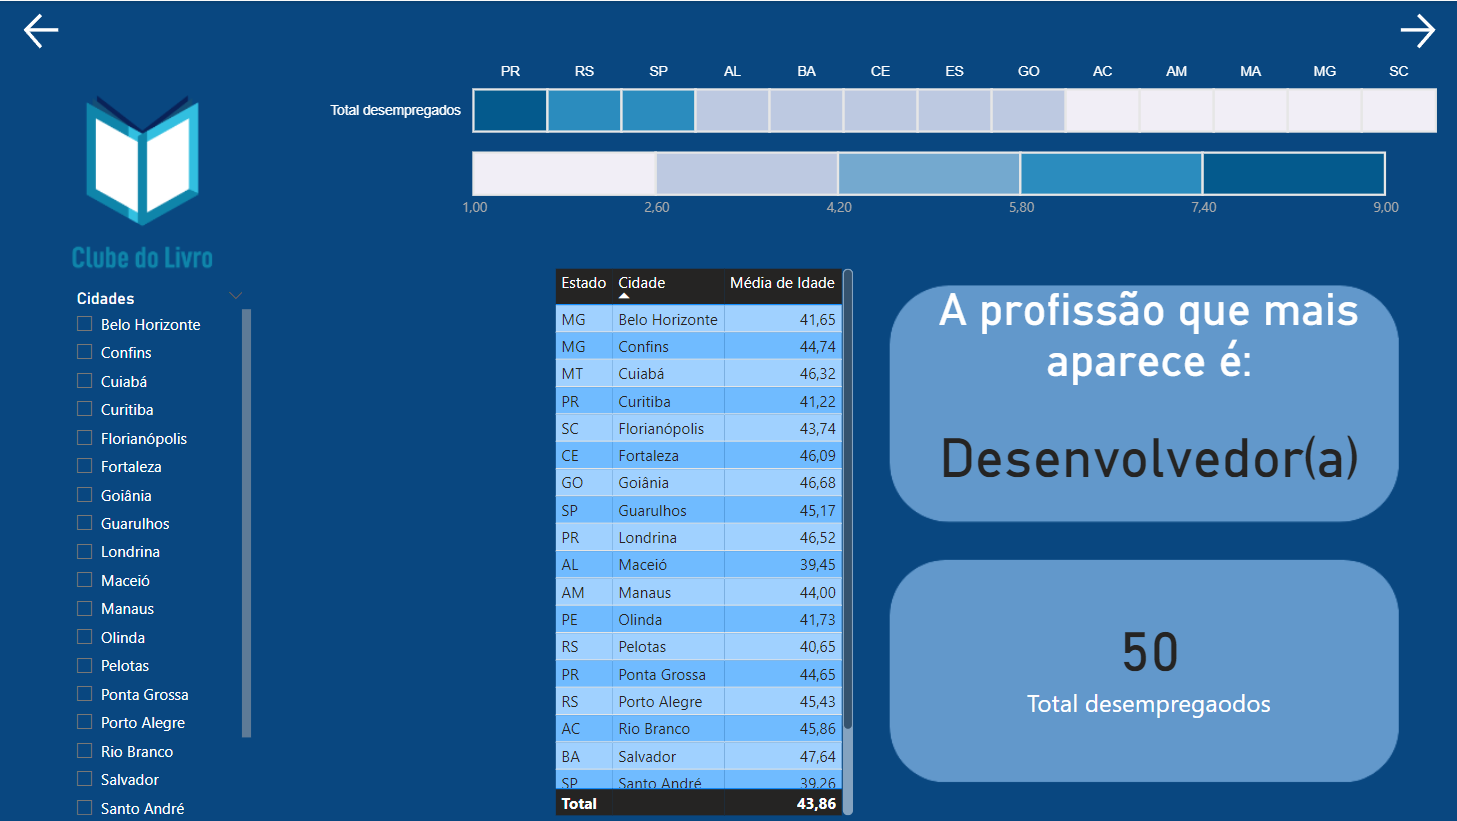 PR RS SP AL BA CE ES GO AC AM MA MG SC
Total desempregados
1,00 2,60 4,20 5,80 7,40 9,00
Clube do Livro
Cidades
Belo Horizonte
Confins
Cuiabá
Curitiba
Florianópolis
Fortaleza
Goiânia
Guarulhos
Londrina
Maceió
Manaus
Olinda
Pelotas
Ponta Grossa
Porto Alegre
Rio Branco
Salvador
Santo André
Estado Cidade Média de Idade
MG Belo Horizonte 41,65
MG Confins 44,74
MT Cuiabá 46,32
PR Curitiba 41,22
SC Florianópolis 43,74
CE Fortaleza 46,09
GO Goiânia 46,68
SP Guarulhos 45,17
PR Londrina 46,52
AL Maceió 39,45
AM Manaus 44,00
PE Olinda 41,73
RS Pelotas 40,65
PR Ponta Grossa 44,65
RS Porto Alegre 45,43
AC Rio Branco 45,86
BA Salvador 47,64
SP Santo André 39,26
Total 43,86
A profissão que mais
aparece é:
Desenvolvedor(a)
50
Total desempregaodos